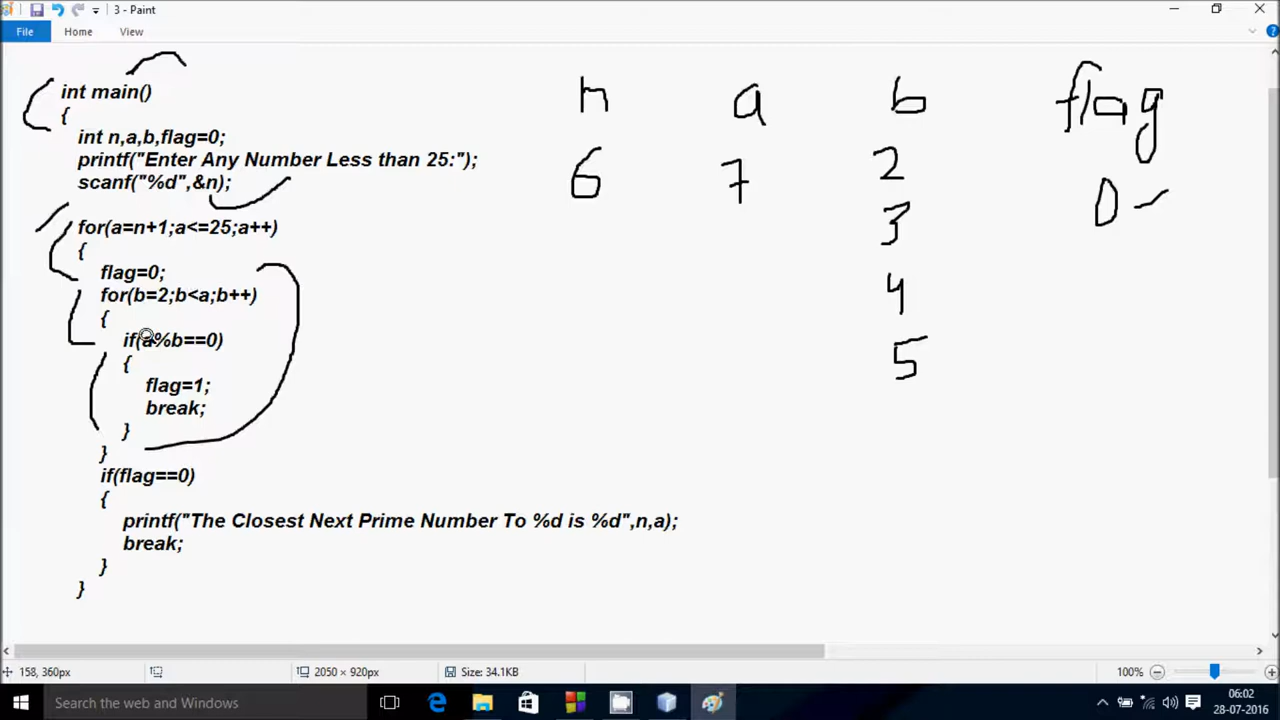 3 - Paint
File Home View
int main()
{
int n,a,b,flag=0;
printf("Enter Any Number Less than 25:");
scanf("%d",&n);
for(a=n+1;a<=25;a++)
{
flag=0;
for(b=2;b<a;b++)
{
if(a%b==0)
{
flag=1;
break;
}
}
if(flag==0)
{
printf("The Closest Next Prime Number To %d is %d",n,a);
break;
}
}
n a b flag
6 7 2 0
3
4
5
158, 360px 2050 × 920px Size: 34.1KB 100%
Search the web and Windows
06:02
28-07-2016